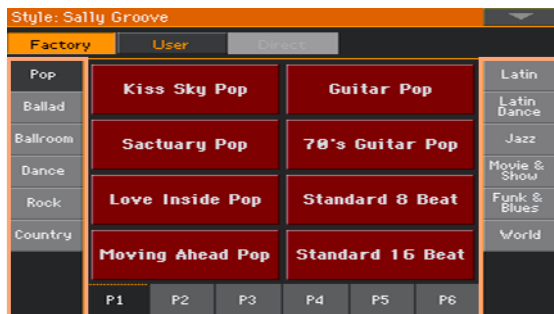 Style: Sally Groove
Factory User Direct
Pop
Ballad
Ballroom
Dance
Rock
Country
Kiss Sky Pop
Guitar Pop
Sactuary Pop
70's Guitar Pop
Love Inside Pop
Standard 8 Beat
Moving Ahead Pop
Standard 16 Beat
Latin
Latin
Dance
Jazz
Movie &
Show
Funk &
Blues
World
P1 P2 P3 P4 P5 P6